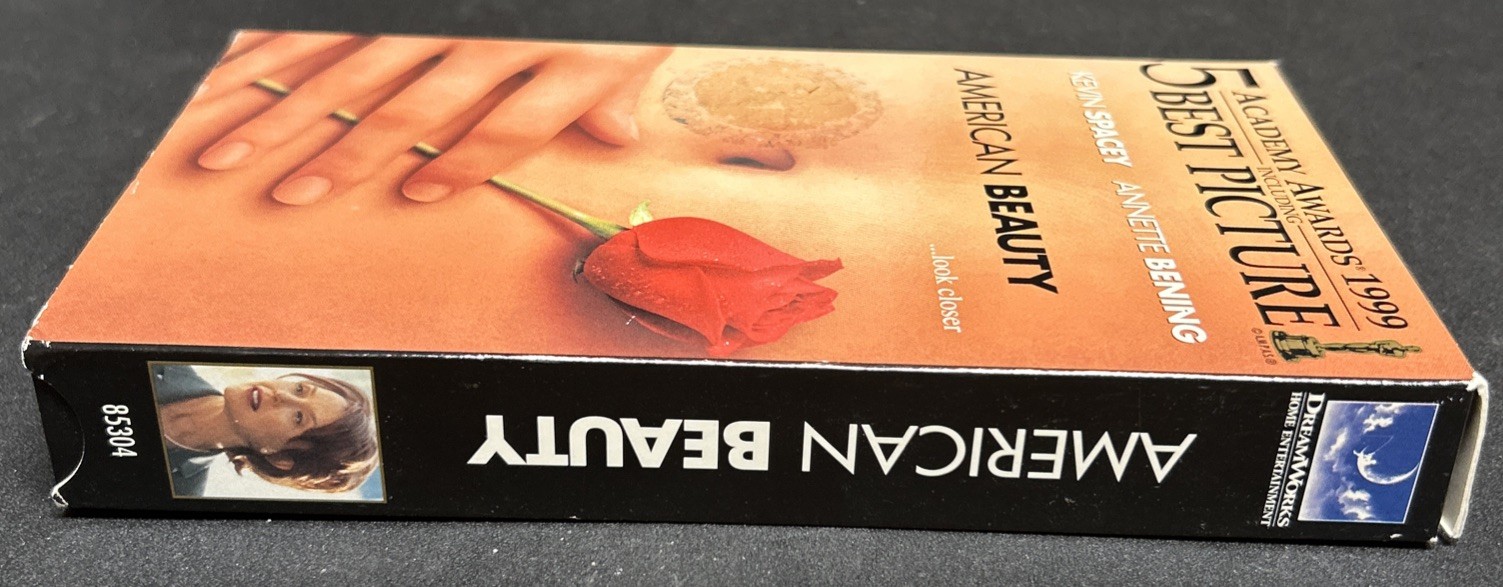 5 ACADEMY AWARDS® 1999
INCLUDING
BEST PICTURE
©A.M.P.A.S.®
KEVIN SPACEY ANNETTE BENING
AMERICAN BEAUTY
...look closer
DREAMWORKS
HOME ENTERTAINMENT
AMERICAN BEAUTY
85304